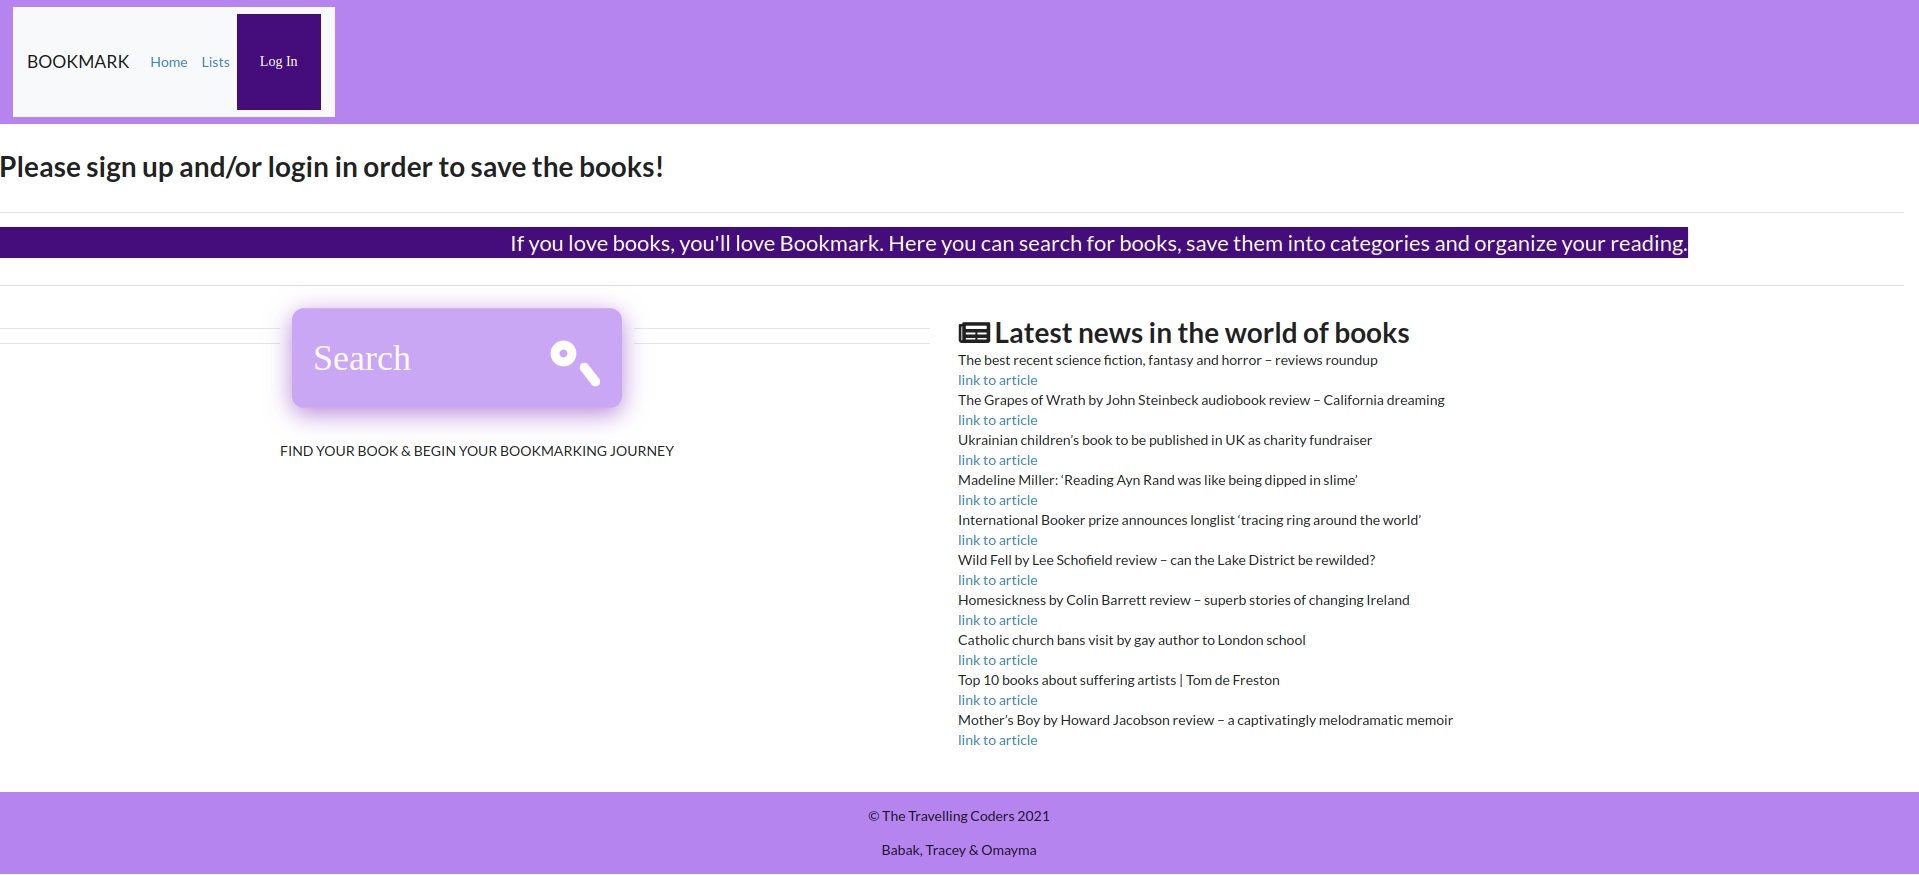 BOOKMARK Home Lists Log In
Please sign up and/or login in order to save the books!
If you love books, you'll love Bookmark. Here you can search for books, save them into categories and organize your reading.
Search
FIND YOUR BOOK & BEGIN YOUR BOOKMARKING JOURNEY
Latest news in the world of books
The best recent science fiction, fantasy and horror – reviews roundup
link to article
The Grapes of Wrath by John Steinbeck audiobook review – California dreaming
link to article
Ukrainian children’s book to be published in UK as charity fundraiser
link to article
Madeline Miller: ‘Reading Ayn Rand was like being dipped in slime’
link to article
International Booker prize announces longlist ‘tracing ring around the world’
link to article
Wild Fell by Lee Schofield review – can the Lake District be rewilded?
link to article
Homesickness by Colin Barrett review – superb stories of changing Ireland
link to article
Catholic church bans visit by gay author to London school
link to article
Top 10 books about suffering artists | Tom de Freston
link to article
Mother’s Boy by Howard Jacobson review – a captivatingly melodramatic memoir
link to article
© The Travelling Coders 2021
Babak, Tracey & Omayma